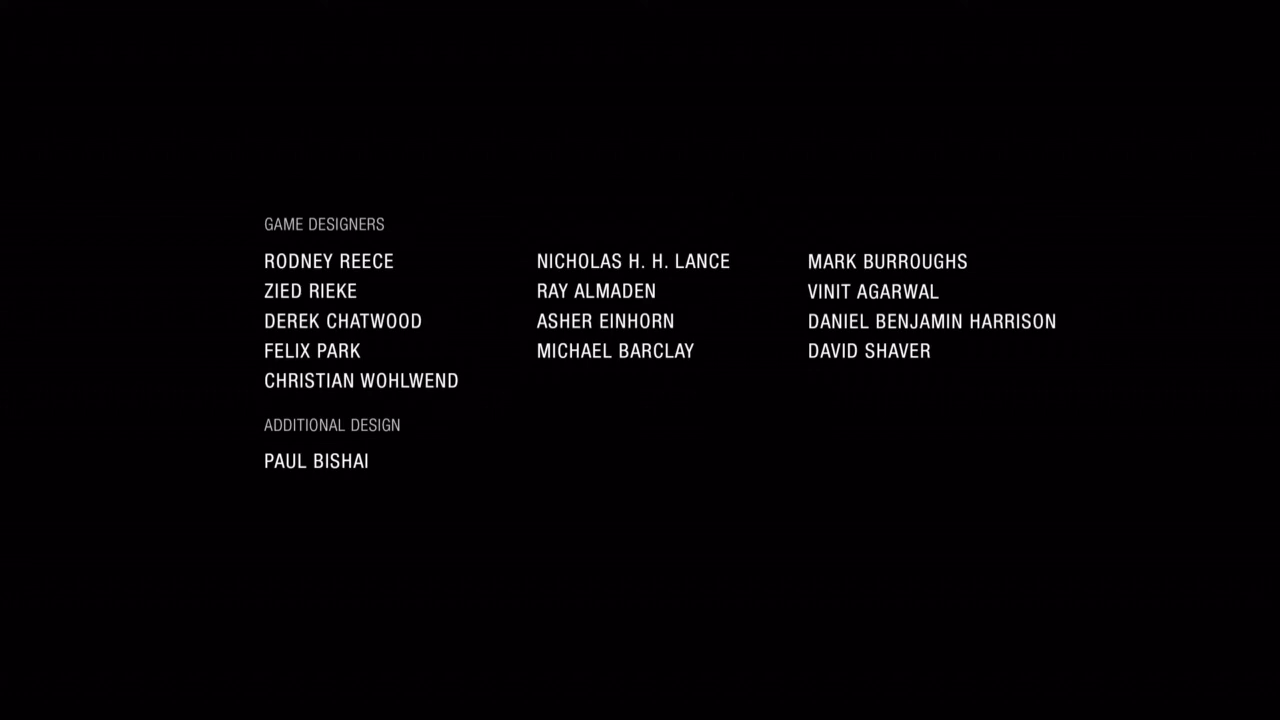 GAME DESIGNERS
RODNEY REECE
ZIED RIEKE
DEREK CHATWOOD
FELIX PARK
CHRISTIAN WOHLWEND
NICHOLAS H. H. LANCE
RAY ALMADEN
ASHER EINHORN
MICHAEL BARCLAY
MARK BURROUGHS
VINIT AGARWAL
DANIEL BENJAMIN HARRISON
DAVID SHAVER
ADDITIONAL DESIGN
PAUL BISHAI